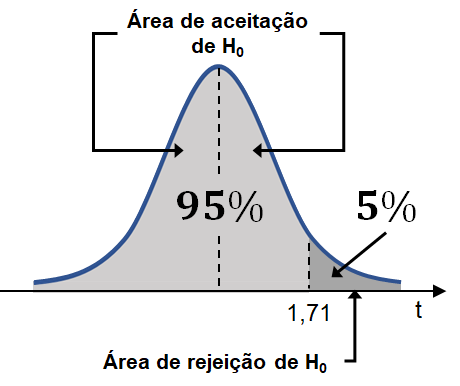 Área de aceitação
de H₀
95%
5%
1,71
t
Área de rejeição de H₀